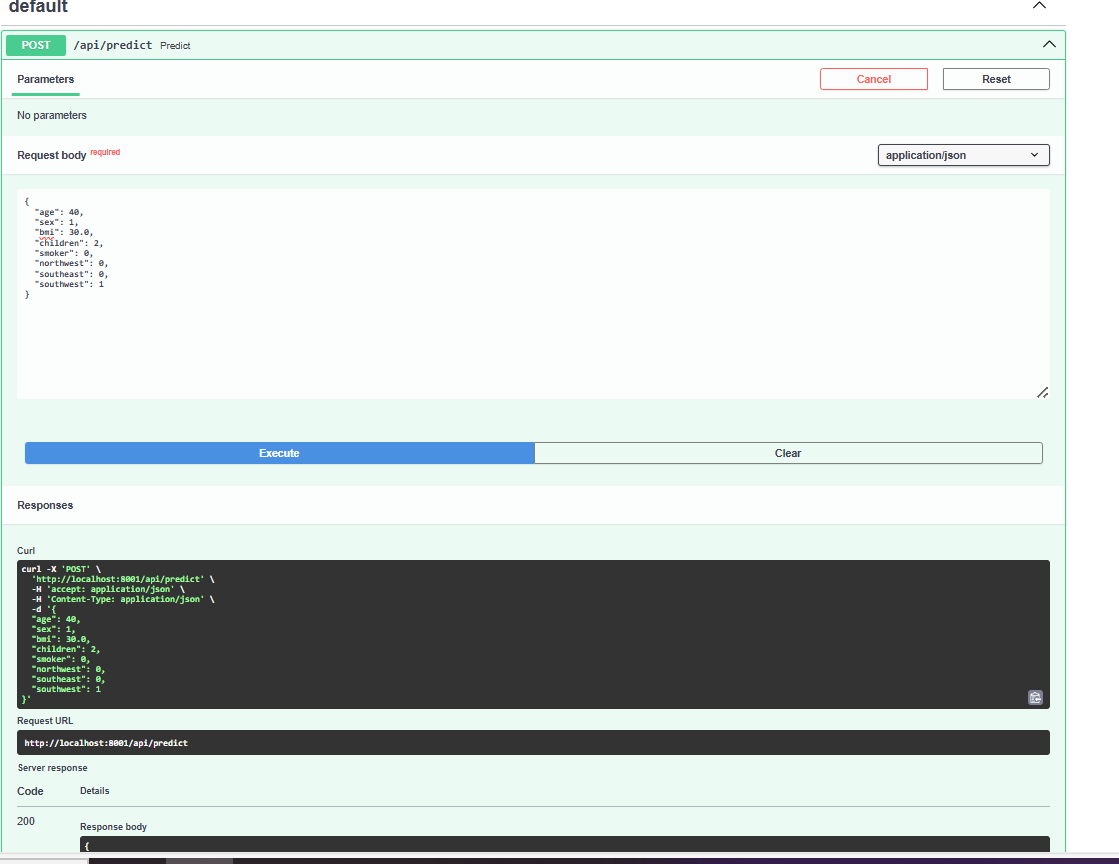 default
POST /api/predict Predict
Parameters
Cancel
Reset
No parameters
Request body required
application/json
{
"age": 40,
"sex": 1,
"bmi": 30.0,
"children": 2,
"smoker": 0,
"northwest": 0,
"southeast": 0,
"southwest": 1
}
Execute
Clear
Responses
Curl
curl -X 'POST' \
'http://localhost:8001/api/predict' \
-H 'accept: application/json' \
-H 'Content-Type: application/json' \
-d '{
"age": 40,
"sex": 1,
"bmi": 30.0,
"children": 2,
"smoker": 0,
"northwest": 0,
"southeast": 0,
"southwest": 1
}'
Request URL
http://localhost:8001/api/predict
Server response
Code Details
200
Response body
{